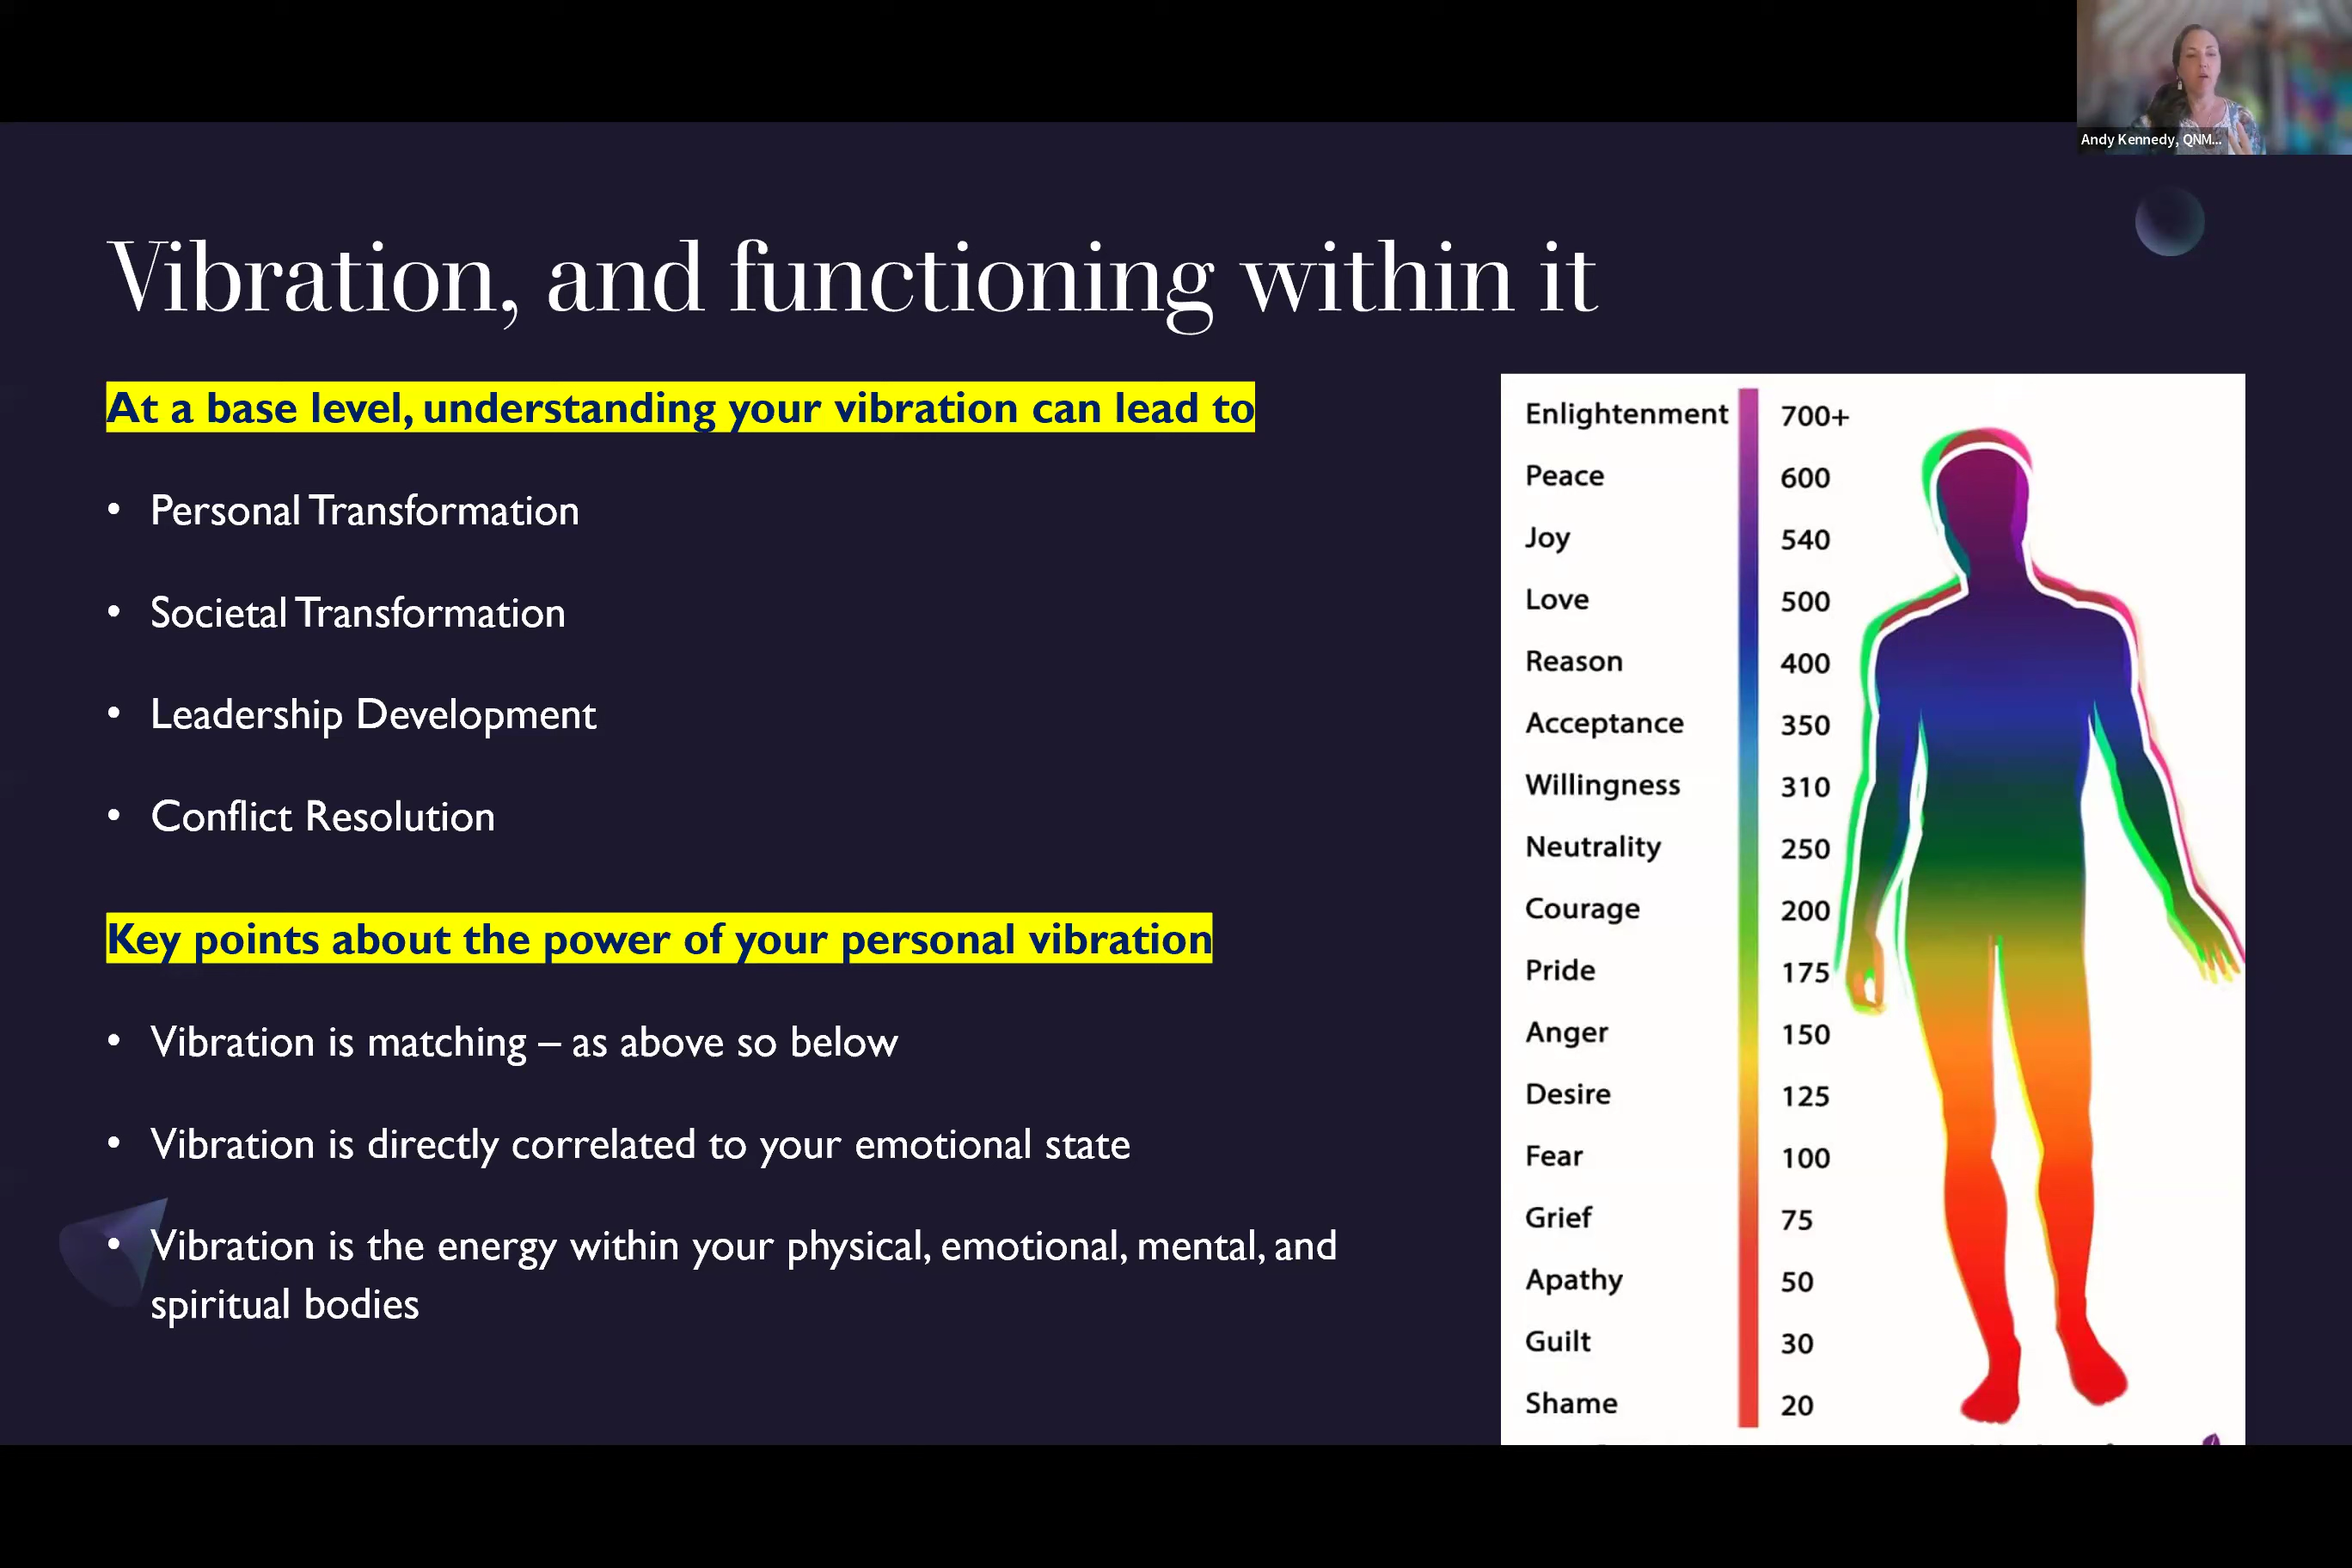 Andy Kennedy, QNM...
Vibration, and functioning within it
At a base level, understanding your vibration can lead to
• Personal Transformation
• Societal Transformation
• Leadership Development
• Conflict Resolution
Key points about the power of your personal vibration
• Vibration is matching – as above so below
• Vibration is directly correlated to your emotional state
• Vibration is the energy within your physical, emotional, mental, and
spiritual bodies
Enlightenment 700+
Peace 600
Joy 540
Love 500
Reason 400
Acceptance 350
Willingness 310
Neutrality 250
Courage 200
Pride 175
Anger 150
Desire 125
Fear 100
Grief 75
Apathy 50
Guilt 30
Shame 20